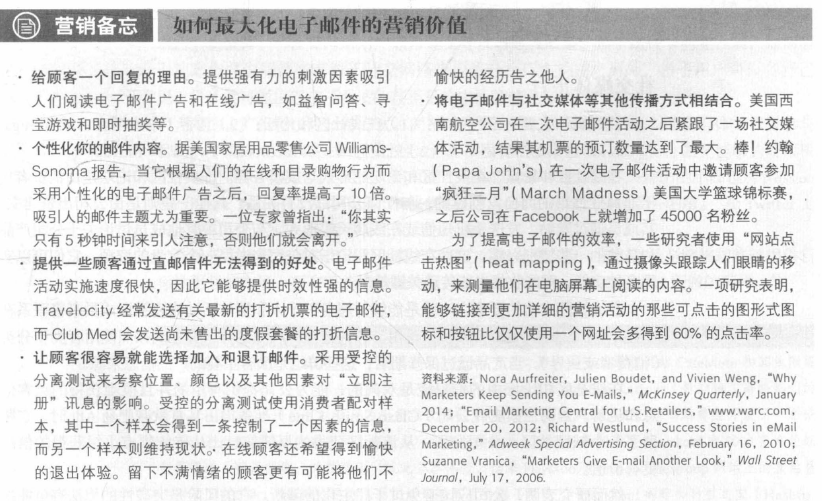 营销备忘 如何最大化电子邮件的营销价值
· 给顾客一个回复的理由。提供强有力的刺激因素吸引
人们阅读电子邮件广告和在线广告，如益智问答、寻
宝游戏和即时抽奖等。
· 个性化你的邮件内容。据美国家居用品零售公司 Williams-
Sonoma 报告，当它根据人们的在线和目录购物行为而
采用个性化的电子邮件广告之后，回复率提高了 10 倍。
吸引人的邮件主题尤为重要。一位专家曾指出：“你其实
只有 5 秒钟时间来引人注意，否则他们就会离开。”
· 提供一些顾客通过直邮信件无法得到的好处。电子邮件
活动实施速度很快，因此它能够提供时效性强的信息。
Travelocity 经常发送有关最新的打折机票的电子邮件，
而 Club Med 会发送尚未售出的度假套餐的打折信息。
· 让顾客很容易就能选择加入和退订邮件。采用受控的
分离测试来考察位置、颜色以及其他因素对“立即注
册”讯息的影响。受控的分离测试使用消费者配对样
本，其中一个样本会得到一条控制了一个因素的信息，
而另一个样本则维持现状。在线顾客还希望得到愉快
的退出体验。留下不满情绪的顾客更有可能将他们不
愉快的经历告之他人。
· 将电子邮件与社交媒体等其他传播方式相结合。美国西
南航空公司在一次电子邮件活动之后紧跟了一场社交媒
体活动，结果其机票的预订数量达到了最大。棒！约翰
（Papa John's）在一次电子邮件活动中邀请顾客参加
“疯狂三月”（March Madness）美国大学篮球锦标赛，
之后公司在 Facebook 上就增加了 45000 名粉丝。
为了提高电子邮件的效率，一些研究者使用“网站点
击热图”（heat mapping），通过摄像头跟踪人们眼睛的移
动，来测量他们在电脑屏幕上阅读的内容。一项研究表明，
能够链接到更加详细的营销活动的那些可点击的图形式图
标和按钮比仅仅使用一个网址会多得到 60% 的点击率。
资料来源：Nora Aurfreiter, Julien Boudet, and Vivien Weng, “Why
Marketers Keep Sending You E-Mails,” McKinsey Quarterly, January
2014; “Email Marketing Central for U.S.Retailers,” www.warc.com,
December 20, 2012; Richard Westlund, “Success Stories in eMail
Marketing,” Adweek Special Advertising Section, February 16, 2010;
Suzanne Vranica, “Marketers Give E-mail Another Look,” Wall Street
Journal, July 17, 2006.